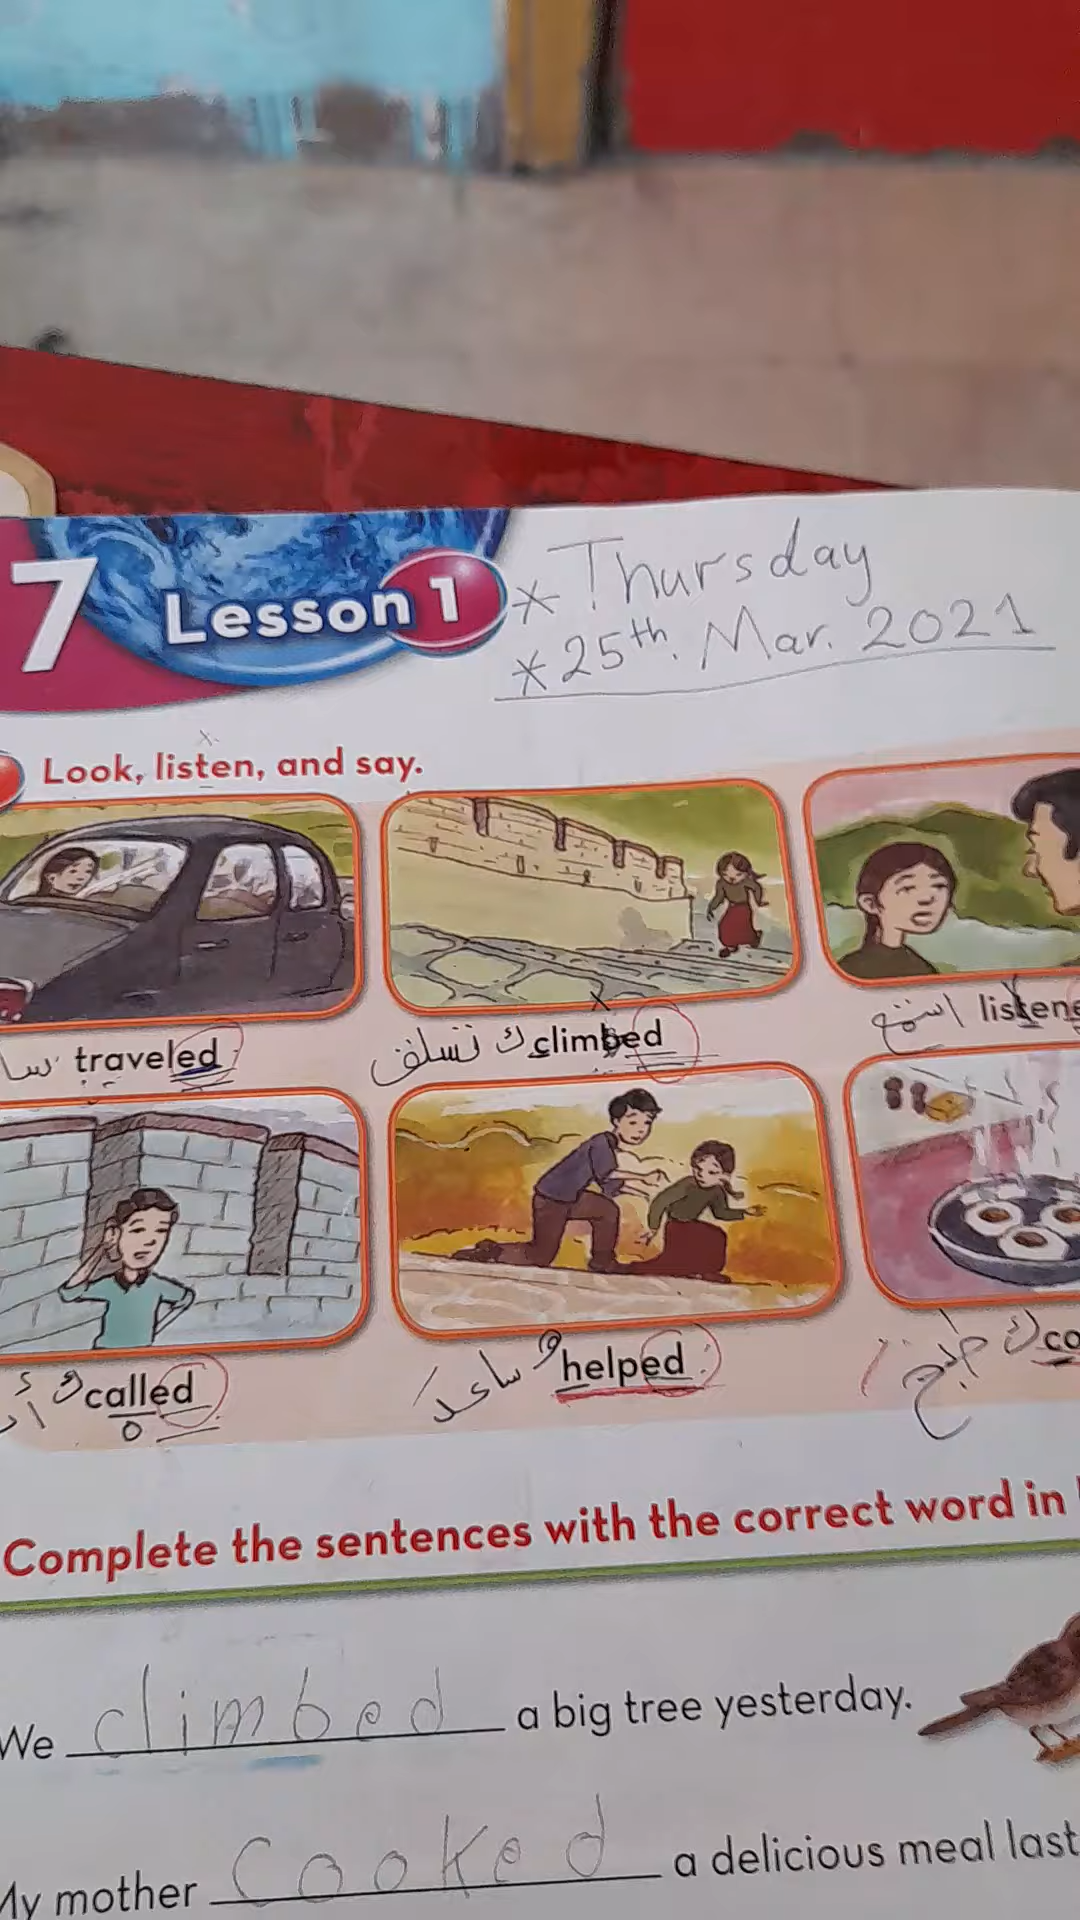 7 Lesson 1
* Thursday
* 25th. Mar. 2021
Look, listen, and say.
traveled
تسلق climbed
استمع
called
ساعد helped
طبخ
Complete the sentences with the correct word in
We climbed a big tree yesterday.
My mother cooked a delicious meal last